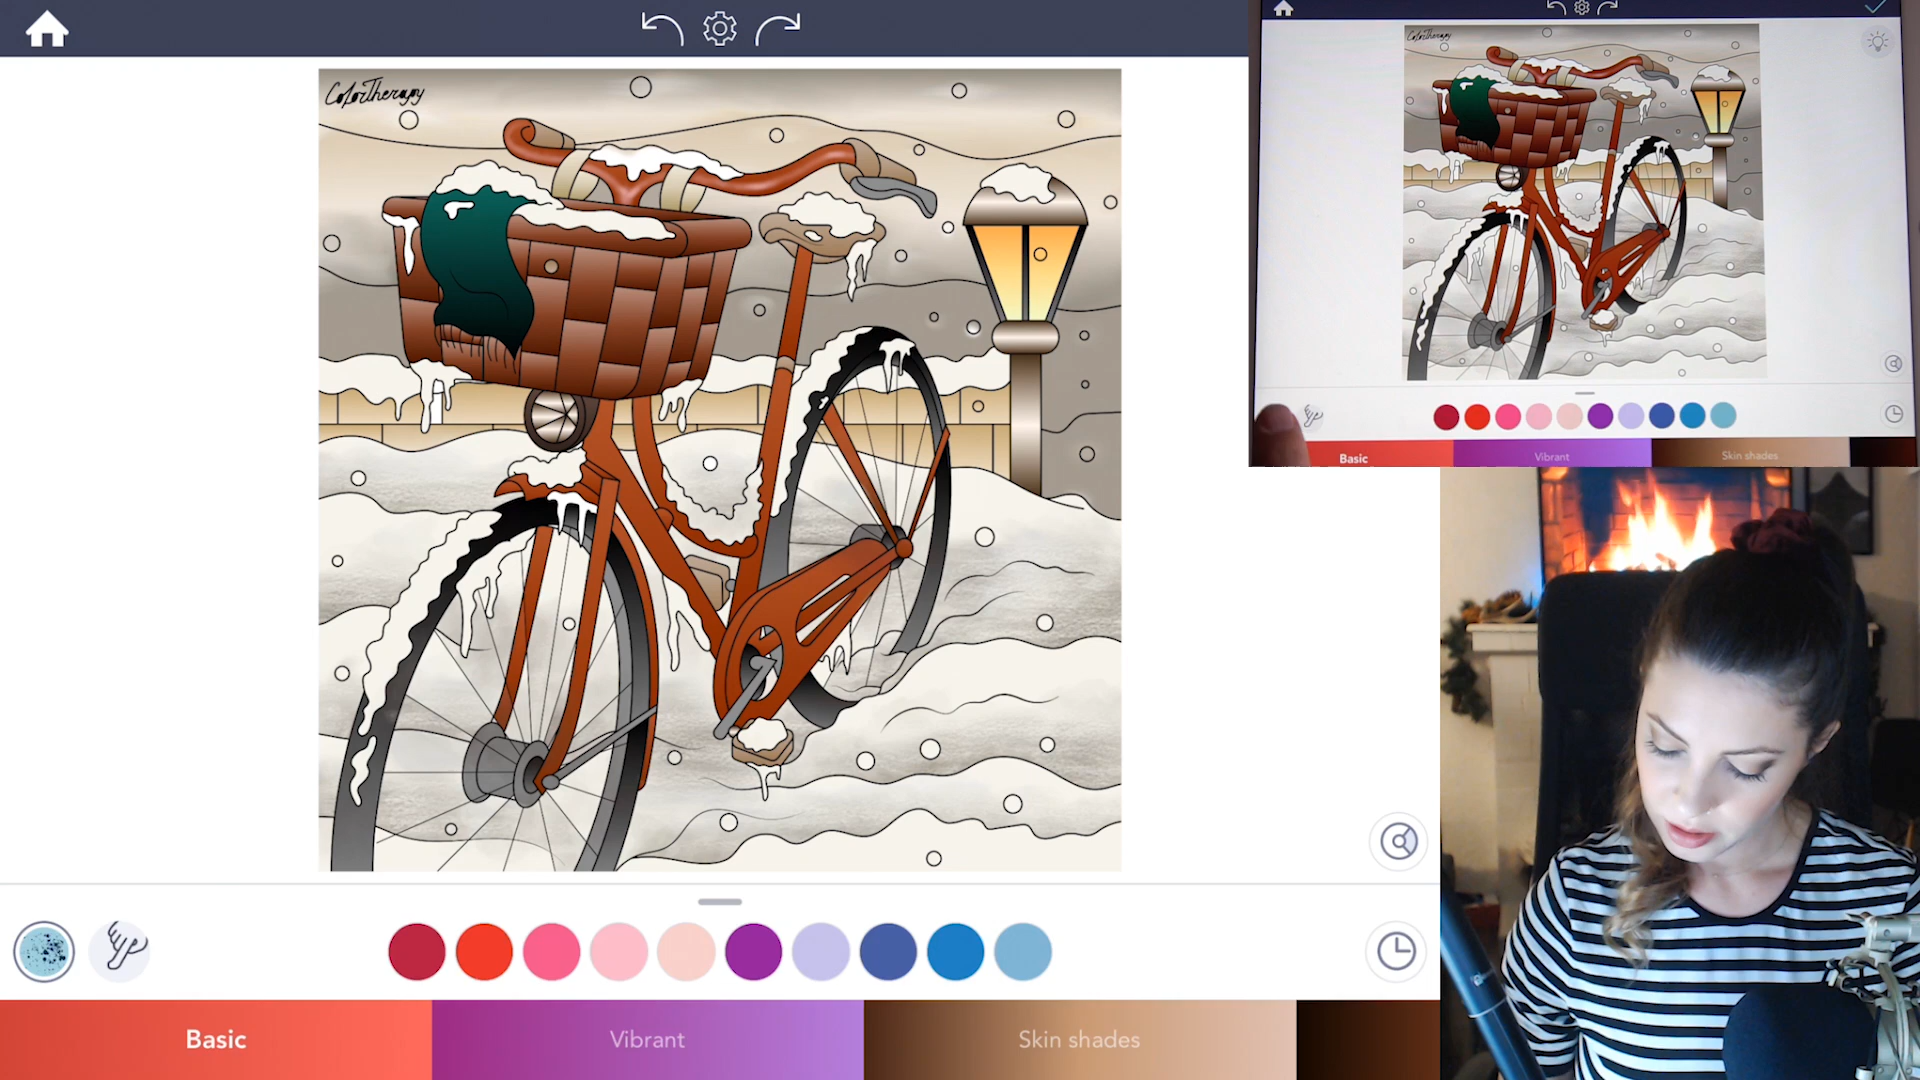 ColorTherapy
Basic
Vibrant
Skin shades
ColorTherapy
Basic
Vibrant
Skin shades